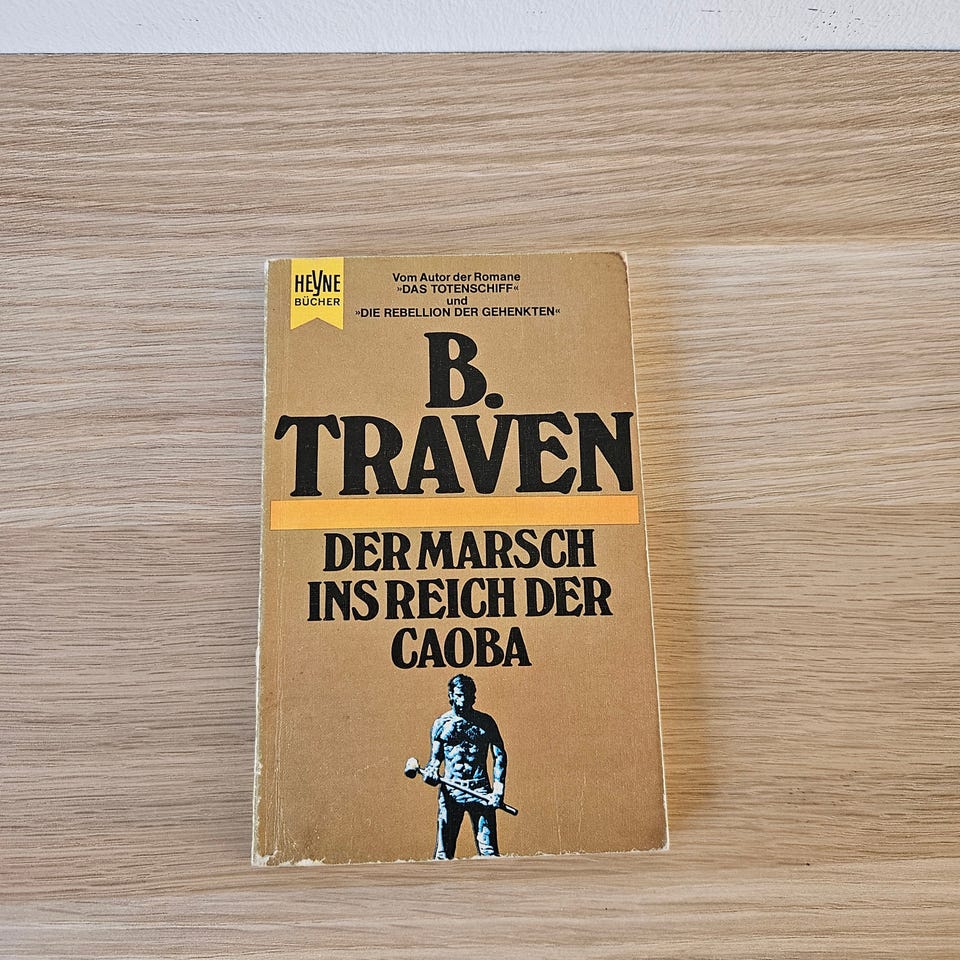 HEYNE
BÜCHER
Vom Autor der Romane
»DAS TOTENSCHIFF«
und
»DIE REBELLION DER GEHENKTEN«
B.
TRAVEN
DER MARSCH
INS REICH DER
CAOBA